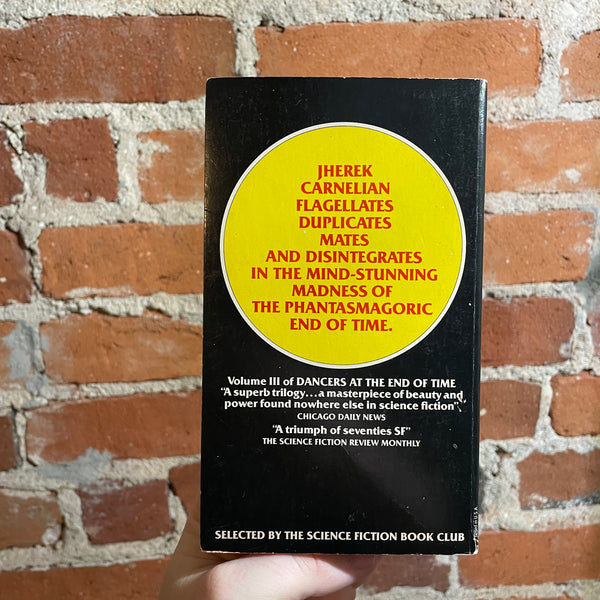 JHEREK
CARNELIAN
FLAGELLATES
DUPLICATES
MATES
AND DISINTEGRATES
IN THE MIND-STUNNING
MADNESS OF
THE PHANTASMAGORIC
END OF TIME.
Volume III of DANCERS AT THE END OF TIME
"A superb trilogy...a masterpiece of beauty and
power found nowhere else in science fiction"
CHICAGO DAILY NEWS
"A triumph of seventies SF"
THE SCIENCE FICTION REVIEW MONTHLY
SELECTED BY THE SCIENCE FICTION BOOK CLUB